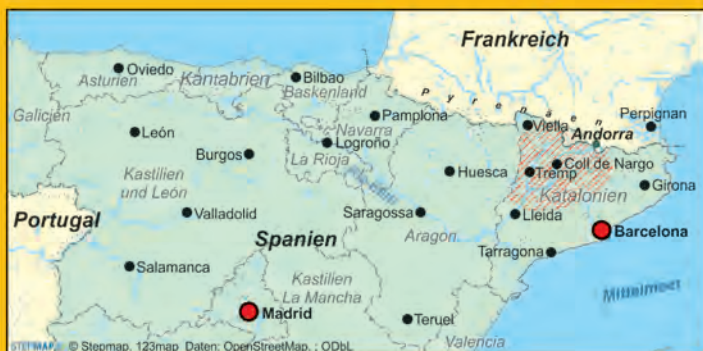 Frankreich
Oviedo
Asturien
Kantabrien
Bilbao
Baskenland
Galicien
Pamplona
Pyrenäen
Perpignan
Viella
Andorra
León
Navarra
Logroño
La Rioja
Burgos
Coll de Nargo
Huesca
Tremp
Girona
Kastilien
und León
Katalonien
Portugal
Valladolid
Saragossa
Lleida
Barcelona
Spanien
Aragon
Tarragona
Salamanca
Kastilien
La Mancha
Mittelmeer
Madrid
Teruel
Valencia
STEPMAP © Stepmap, 123map Daten: OpenStreetMap, : ODbL